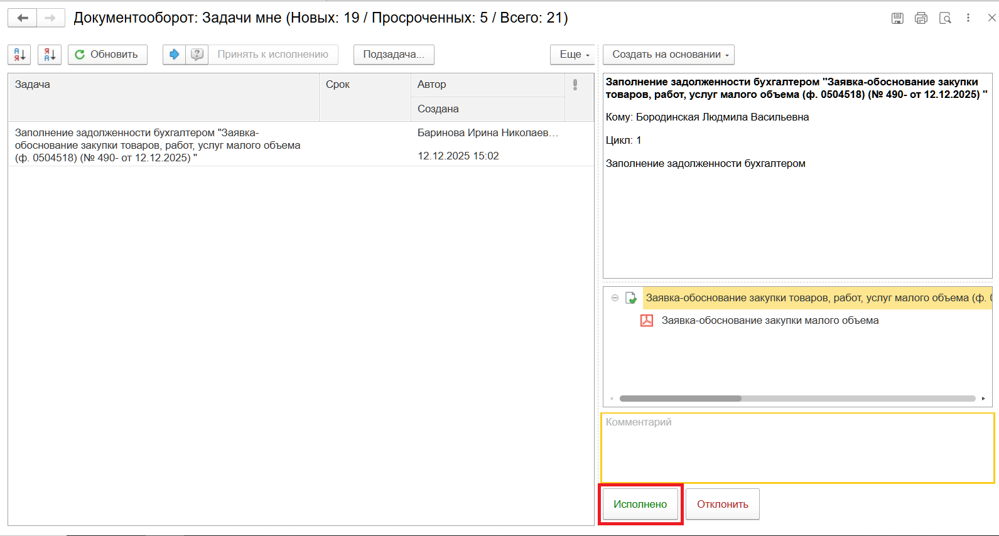 Документооборот: Задачи мне (Новых: 19 / Просроченных: 5 / Всего: 21)
А
Я
Я
А
Обновить
?
Принять к исполнению
Подзадача...
Еще
Создать на основании
Задача
Срок
Автор
Создана
Заполнение задолженности бухгалтером "Заявка-
обоснование закупки товаров, работ, услуг малого объема
(ф. 0504518) (№ 490- от 12.12.2025) "
Баринова Ирина Николаев...
12.12.2025 15:02
Заполнение задолженности бухгалтером "Заявка-обоснование закупки
товаров, работ, услуг малого объема (ф. 0504518) (№ 490- от 12.12.2025) "
Кому: Бородинская Людмила Васильевна
Цикл: 1
Заполнение задолженности бухгалтером
Заявка-обоснование закупки товаров, работ, услуг малого объема (ф.
Заявка-обоснование закупки малого объема
Комментарий
Исполнено
Отклонить